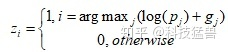 z_i = { 1, i = arg max_j (log(p_j) + g_j)
0, otherwise
知乎 @科技猛兽